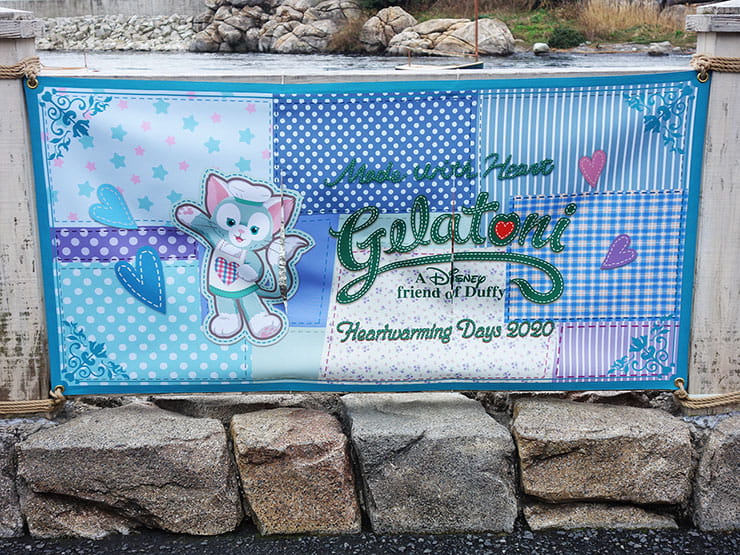 Made with Heart
Gelatoni
A Disney
friend of Duffy
Heartwarming Days 2020